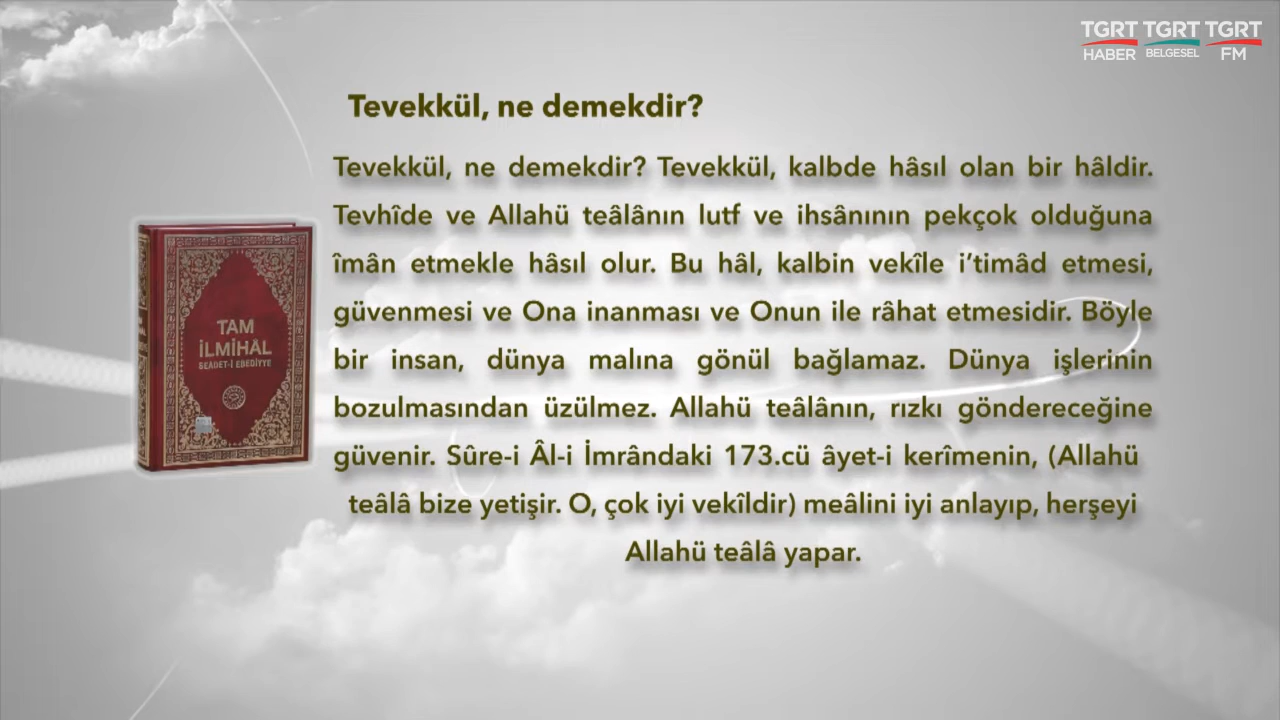 TGRT TGRT TGRT
HABER BELGESEL FM
Tevekkül, ne demekdir?
Tevekkül, ne demekdir? Tevekkül, kalbde hâsıl olan bir hâldir.
Tevhîde ve Allahü teâlânın lutf ve ihsânının pekçok olduğuna
îmân etmekle hâsıl olur. Bu hâl, kalbin vekîle i’timâd etmesi,
güvenmesi ve Ona inanması ve Onun ile râhat etmesidir. Böyle
bir insan, dünya malına gönül bağlamaz. Dünya işlerinin
bozulmasından üzülmez. Allahü teâlânın, rızkı göndereceğine
güvenir. Sûre-i Âl-i İmrândaki 173.cü âyet-i kerîmenin, (Allahü
teâlâ bize yetişir. O, çok iyi vekîldir) meâlini iyi anlayıp, herşeyi
Allahü teâlâ yapar.
TAM
İLMİHÂL
SEÂDET-İ EBEDİYYE